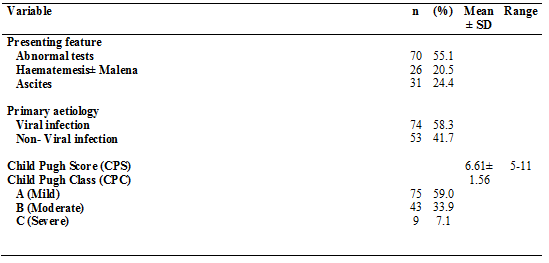 Variable n (%) Mean Range
± SD
Presenting feature
Abnormal tests 70 55.1
Haematemesis± Malena 26 20.5
Ascites 31 24.4
Primary aetiology
Viral infection 74 58.3
Non- Viral infection 53 41.7
Child Pugh Score (CPS) 6.61± 5-11
Child Pugh Class (CPC) 1.56
A (Mild) 75 59.0
B (Moderate) 43 33.9
C (Severe) 9 7.1